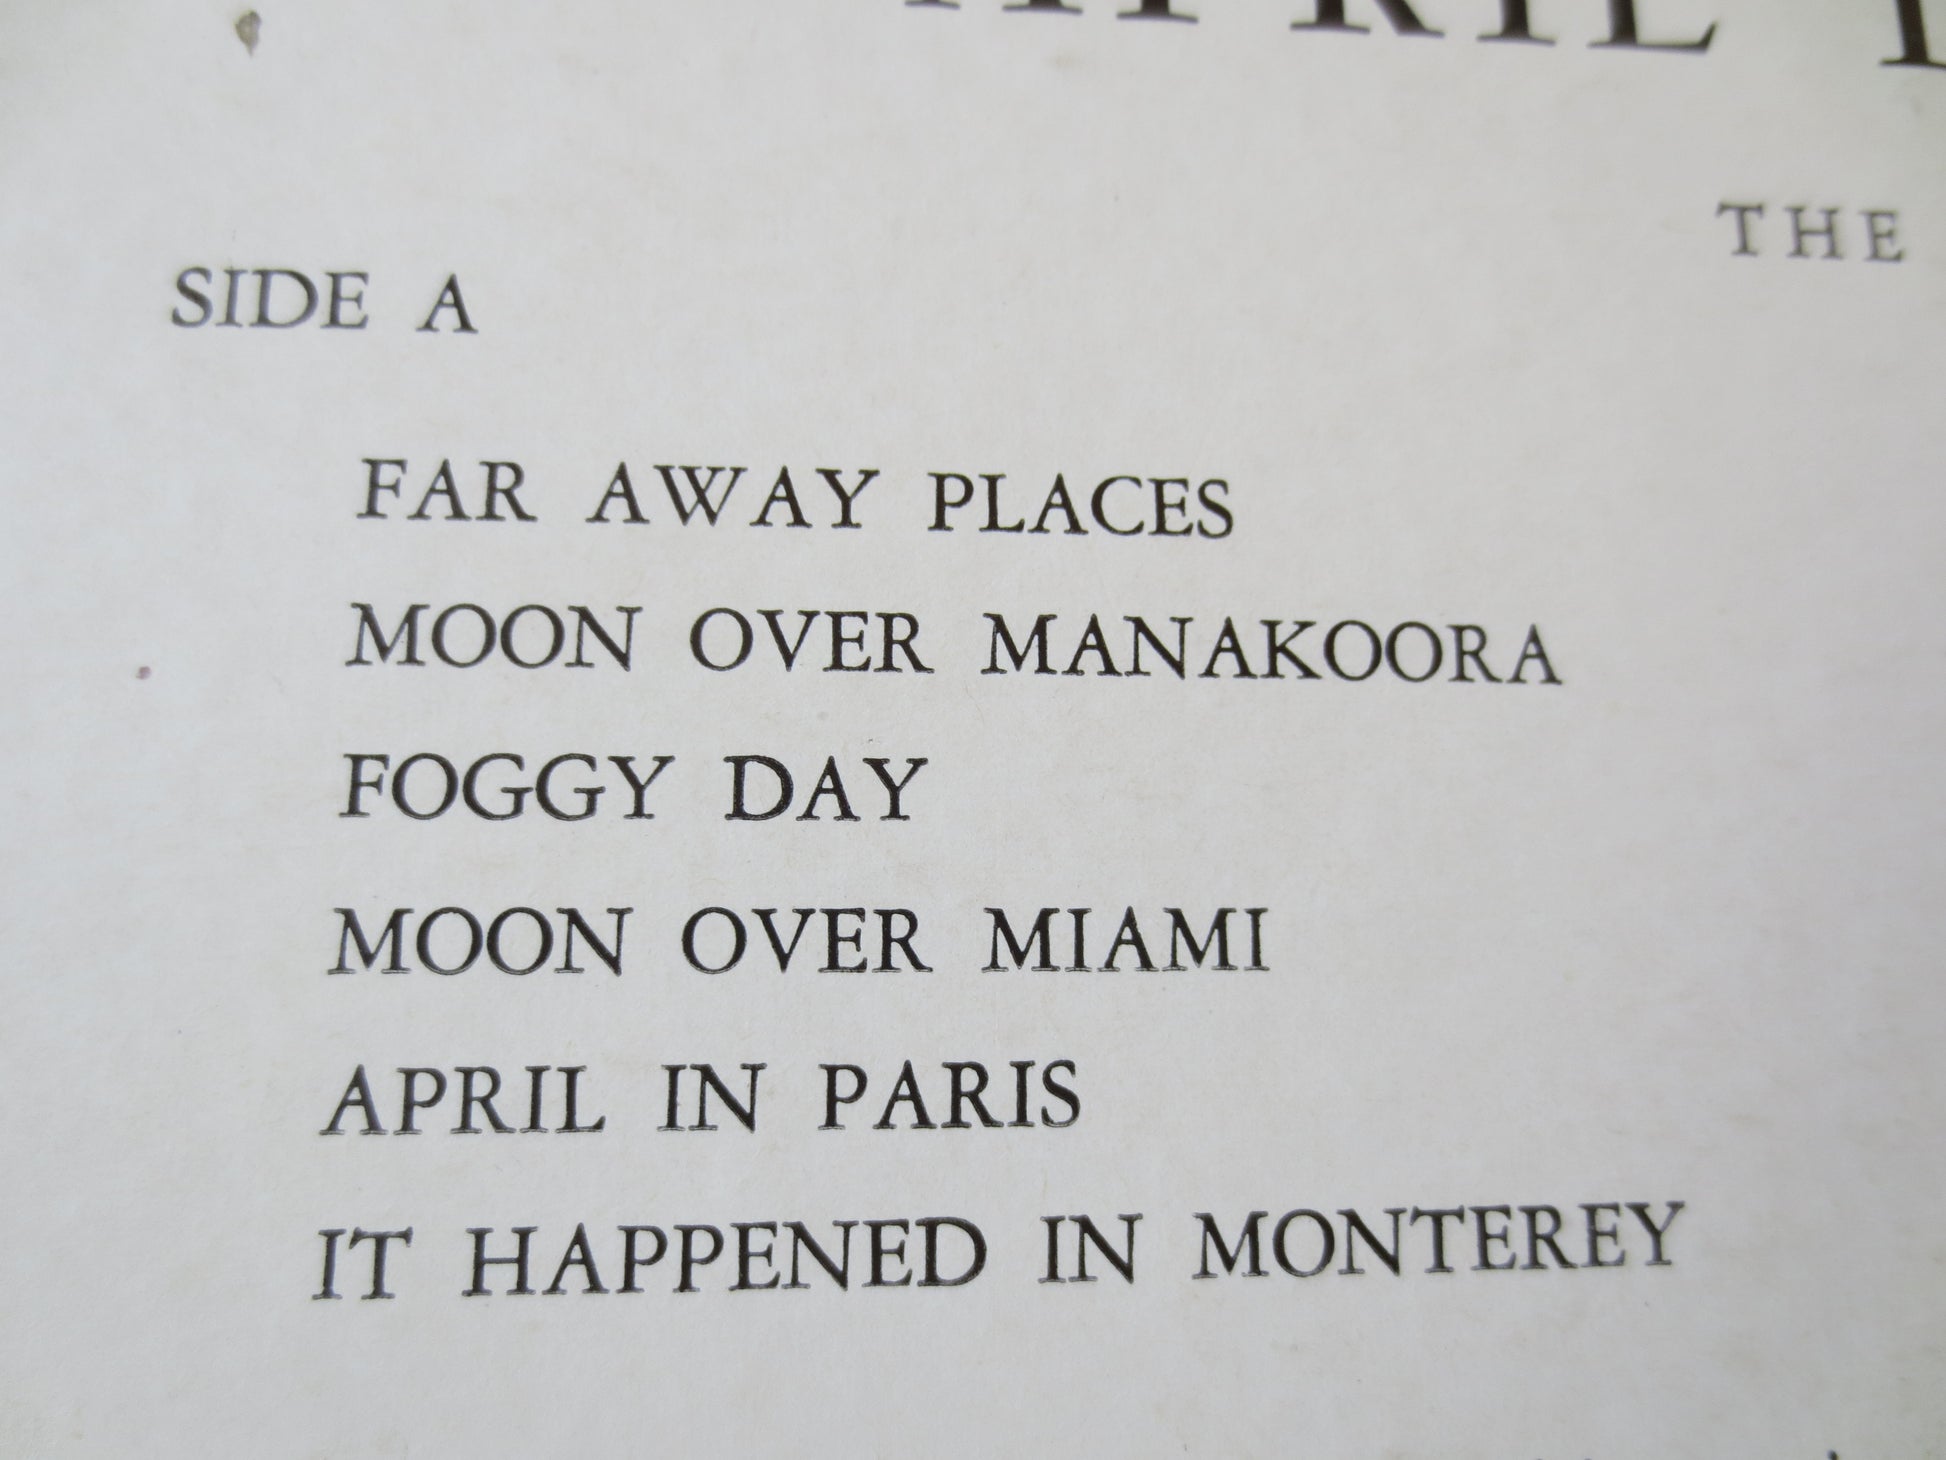 APRIL
THE
SIDE A
FAR AWAY PLACES
MOON OVER MANAKOORA
FOGGY DAY
MOON OVER MIAMI
APRIL IN PARIS
IT HAPPENED IN MONTEREY